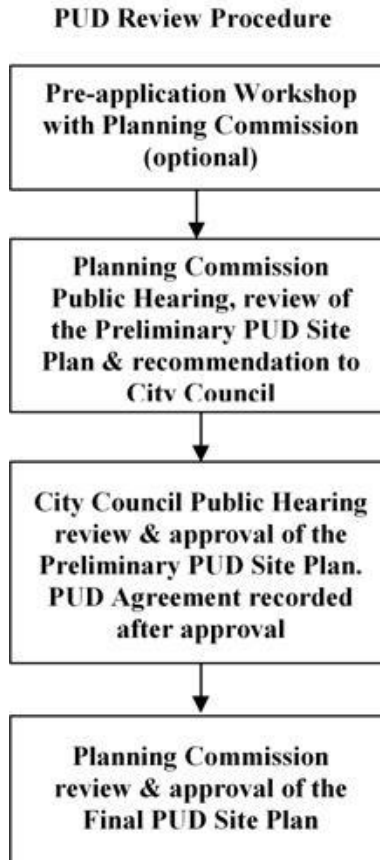 PUD Review Procedure
Pre-application Workshop
with Planning Commission
(optional)
Planning Commission
Public Hearing, review of
the Preliminary PUD Site
Plan & recommendation to
City Council
City Council Public Hearing
review & approval of the
Preliminary PUD Site Plan.
PUD Agreement recorded
after approval
Planning Commission
review & approval of the
Final PUD Site Plan